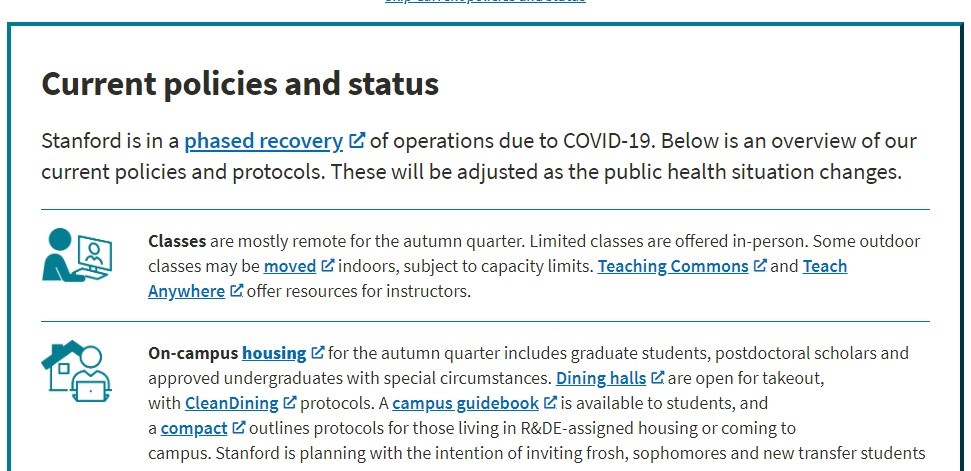 Skip current policies and status
Current policies and status
Stanford is in a phased recovery of operations due to COVID-19. Below is an overview of our
current policies and protocols. These will be adjusted as the public health situation changes.
Classes are mostly remote for the autumn quarter. Limited classes are offered in-person. Some outdoor
classes may be moved indoors, subject to capacity limits. Teaching Commons and Teach
Anywhere offer resources for instructors.
On-campus housing for the autumn quarter includes graduate students, postdoctoral scholars and
approved undergraduates with special circumstances. Dining halls are open for takeout,
with CleanDining protocols. A campus guidebook is available to students, and
a compact outlines protocols for those living in R&DE-assigned housing or coming to
campus. Stanford is planning with the intention of inviting frosh, sophomores and new transfer students